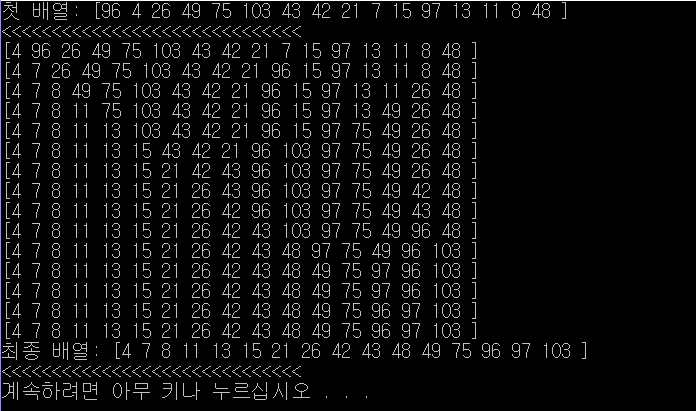 첫 배열: [96 4 26 49 75 103 43 42 21 7 15 97 13 11 8 48 ]
<<<<<<<<<<<<<<<<<<<<<<<<<<<<<<
[4 96 26 49 75 103 43 42 21 7 15 97 13 11 8 48 ]
[4 7 26 49 75 103 43 42 21 96 15 97 13 11 8 48 ]
[4 7 8 49 75 103 43 42 21 96 15 97 13 11 26 48 ]
[4 7 8 11 75 103 43 42 21 96 15 97 13 49 26 48 ]
[4 7 8 11 13 103 43 42 21 96 15 97 75 49 26 48 ]
[4 7 8 11 13 15 43 42 21 96 103 97 75 49 26 48 ]
[4 7 8 11 13 15 21 42 43 96 103 97 75 49 26 48 ]
[4 7 8 11 13 15 21 26 43 96 103 97 75 49 42 48 ]
[4 7 8 11 13 15 21 26 42 96 103 97 75 49 43 48 ]
[4 7 8 11 13 15 21 26 42 43 103 97 75 49 96 48 ]
[4 7 8 11 13 15 21 26 42 43 48 97 75 49 96 103 ]
[4 7 8 11 13 15 21 26 42 43 48 49 75 97 96 103 ]
[4 7 8 11 13 15 21 26 42 43 48 49 75 97 96 103 ]
[4 7 8 11 13 15 21 26 42 43 48 49 75 96 97 103 ]
[4 7 8 11 13 15 21 26 42 43 48 49 75 96 97 103 ]
최종 배열: [4 7 8 11 13 15 21 26 42 43 48 49 75 96 97 103 ]
<<<<<<<<<<<<<<<<<<<<<<<<<<<<<<
계속하려면 아무 키나 누르십시오 . . .